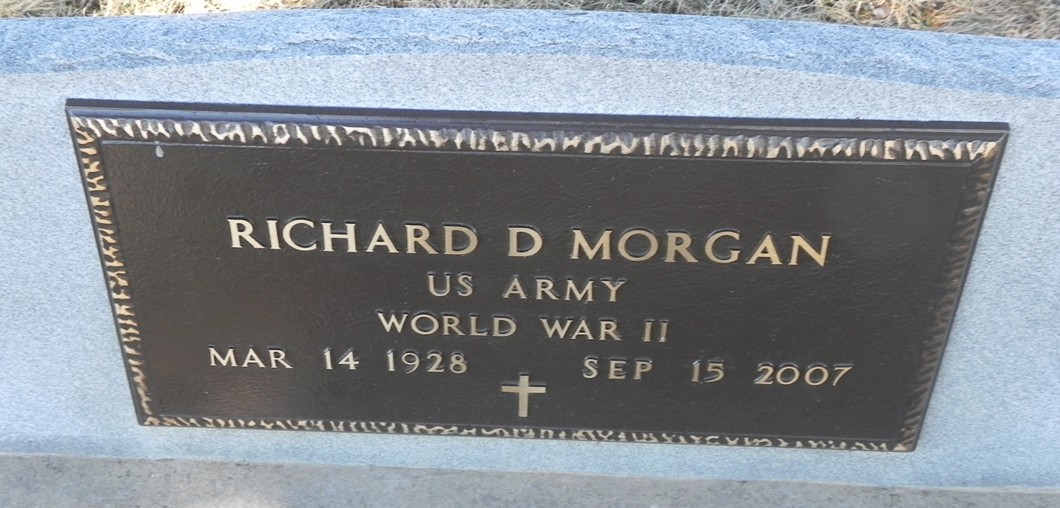 RICHARD D MORGAN
US ARMY
WORLD WAR II
MAR 14 1928 SEP 15 2007